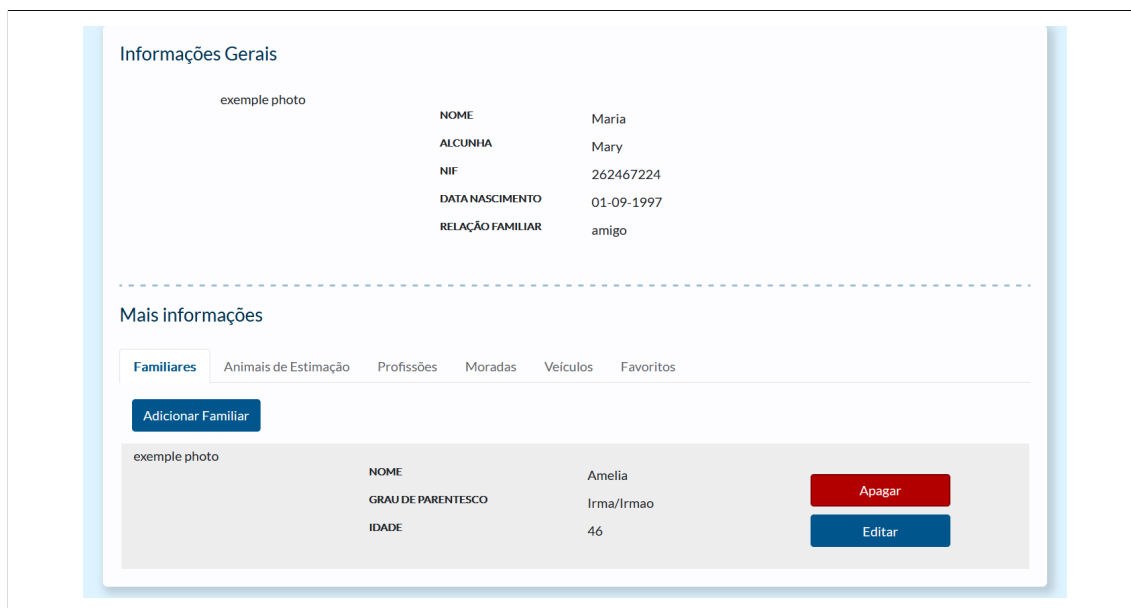 Informações Gerais
exemple photo
NOME Maria
ALCUNHA Mary
NIF 262467224
DATA NASCIMENTO 01-09-1997
RELAÇÃO FAMILIAR amigo
Mais informações
Familiares Animais de Estimação Profissões Moradas Veículos Favoritos
Adicionar Familiar
exemple photo
NOME Amelia
GRAU DE PARENTESCO Irma/Irmao
IDADE 46
Apagar
Editar